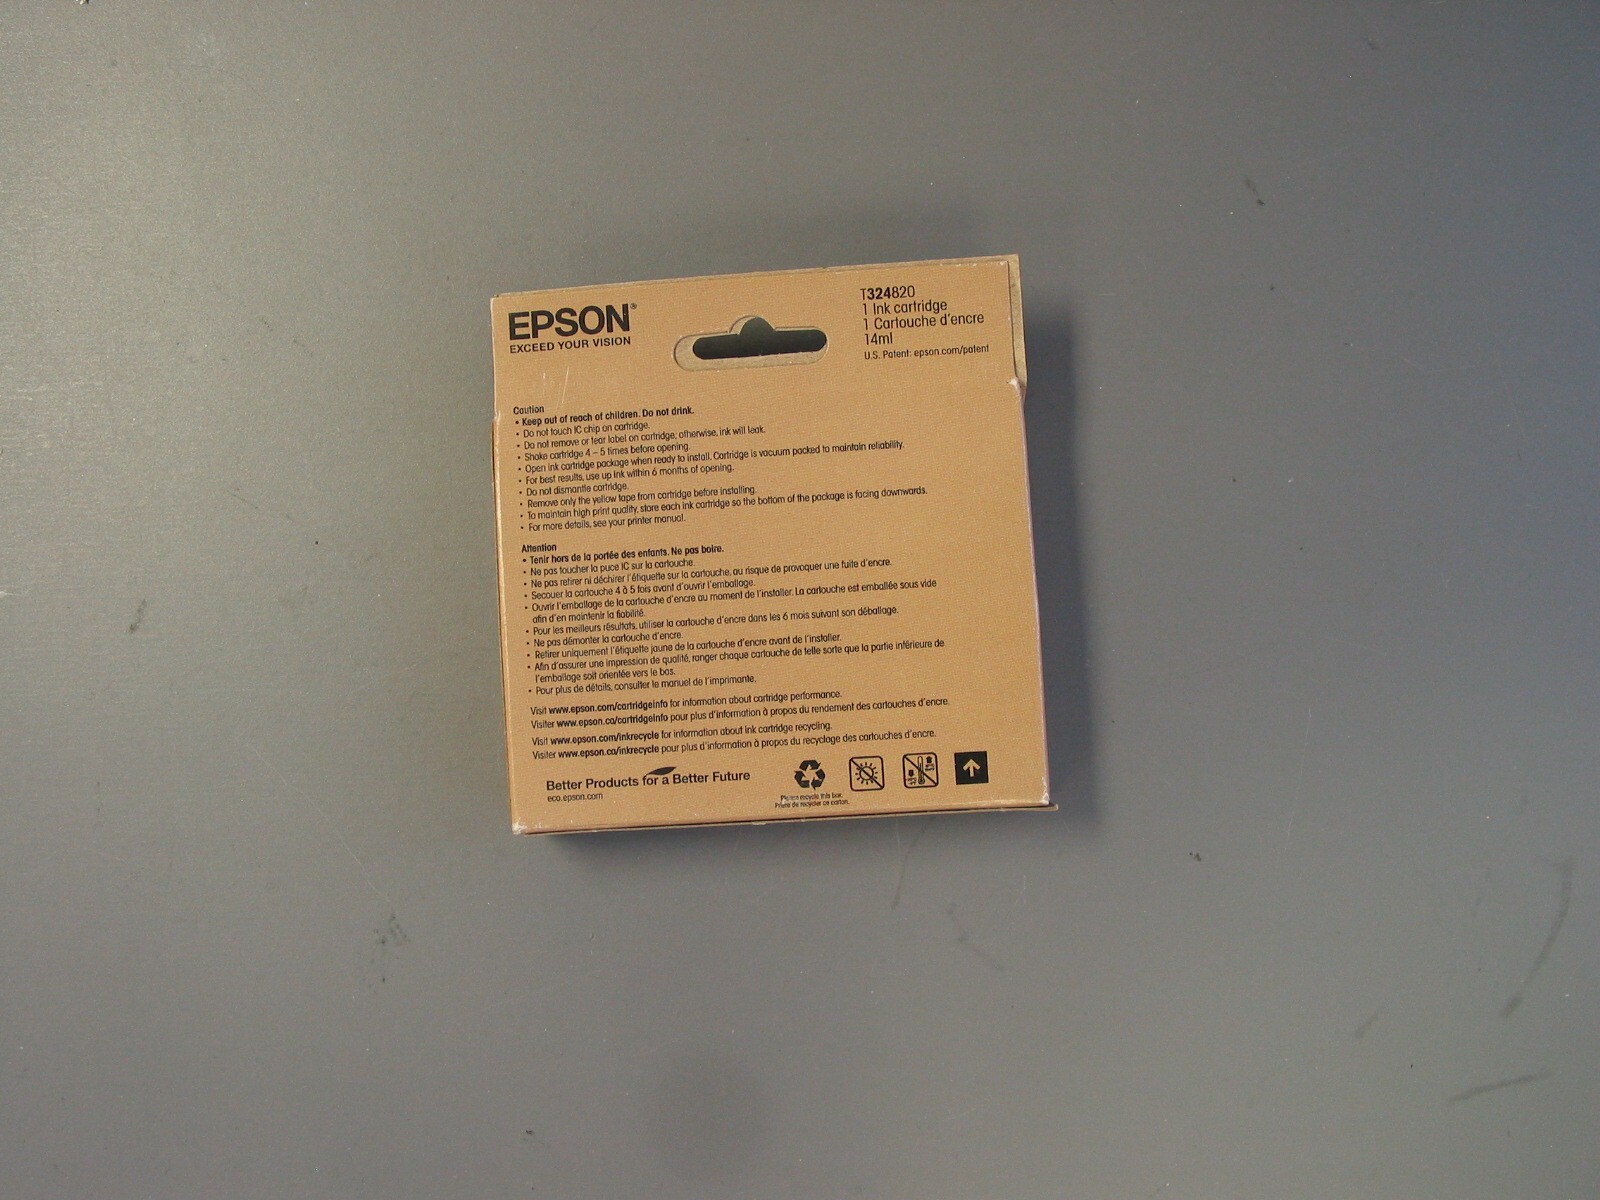 EPSON®
EXCEED YOUR VISION
T324820
1 Ink cartridge
1 Cartouche d'encre
14ml
U.S. Patent: epson.com/patent
Caution
• Keep out of reach of children. Do not drink.
• Do not touch IC chip on cartridge.
• Do not remove or tear label on cartridge; otherwise, ink will leak.
• Shake cartridge 4 – 5 times before opening.
• Open ink cartridge package when ready to install. Cartridge is vacuum packed to maintain reliability.
• For best results, use up ink within 6 months of opening.
• Do not dismantle cartridge.
• Remove only the yellow tape from cartridge before installing.
• To maintain high print quality, store each ink cartridge so the bottom of the package is facing downwards.
• For more details, see your printer manual.
Attention
• Tenir hors de la portée des enfants. Ne pas boire.
• Ne pas toucher la puce IC sur la cartouche.
• Ne pas retirer ni déchirer l'étiquette sur la cartouche, au risque de provoquer une fuite d'encre.
• Secouer la cartouche 4 à 5 fois avant d'ouvrir l'emballage.
• Ouvrir l'emballage de la cartouche d'encre au moment de l'installer. La cartouche est emballée sous vide
afin d'en maintenir la fiabilité.
• Pour les meilleurs résultats, utiliser la cartouche d'encre dans les 6 mois suivant son déballage.
• Ne pas démonter la cartouche d'encre.
• Retirer uniquement l'étiquette jaune de la cartouche d'encre avant de l'installer.
• Afin d'assurer une impression de qualité, ranger chaque cartouche de telle sorte que la partie inférieure de
l'emballage soit orientée vers le bas.
• Pour plus de détails, consulter le manuel de l'imprimante.
Visit www.epson.com/cartridgeinfo for information about cartridge performance.
Visiter www.epson.ca/cartridgeinfo pour plus d'information à propos du rendement des cartouches d'encre.
Visit www.epson.com/inkrecycle for information about ink cartridge recycling.
Visiter www.epson.ca/inkrecycle pour plus d'information à propos du recyclage des cartouches d'encre.
Better Products for a Better Future
eco.epson.com
Please recycle this box.
Prière de recycler ce carton.